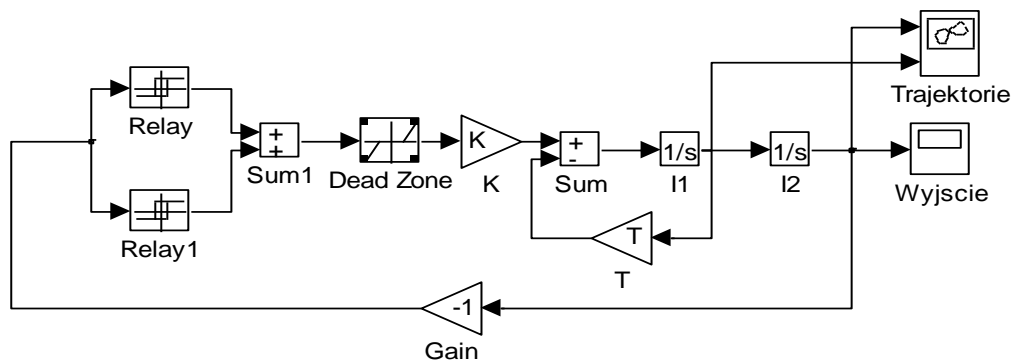 Relay
Relay1
+
+
Sum1
Dead Zone
K
K
+
-
Sum
1/s
I1
1/s
I2
T
T
-1
Gain
Trajektorie
Wyjscie